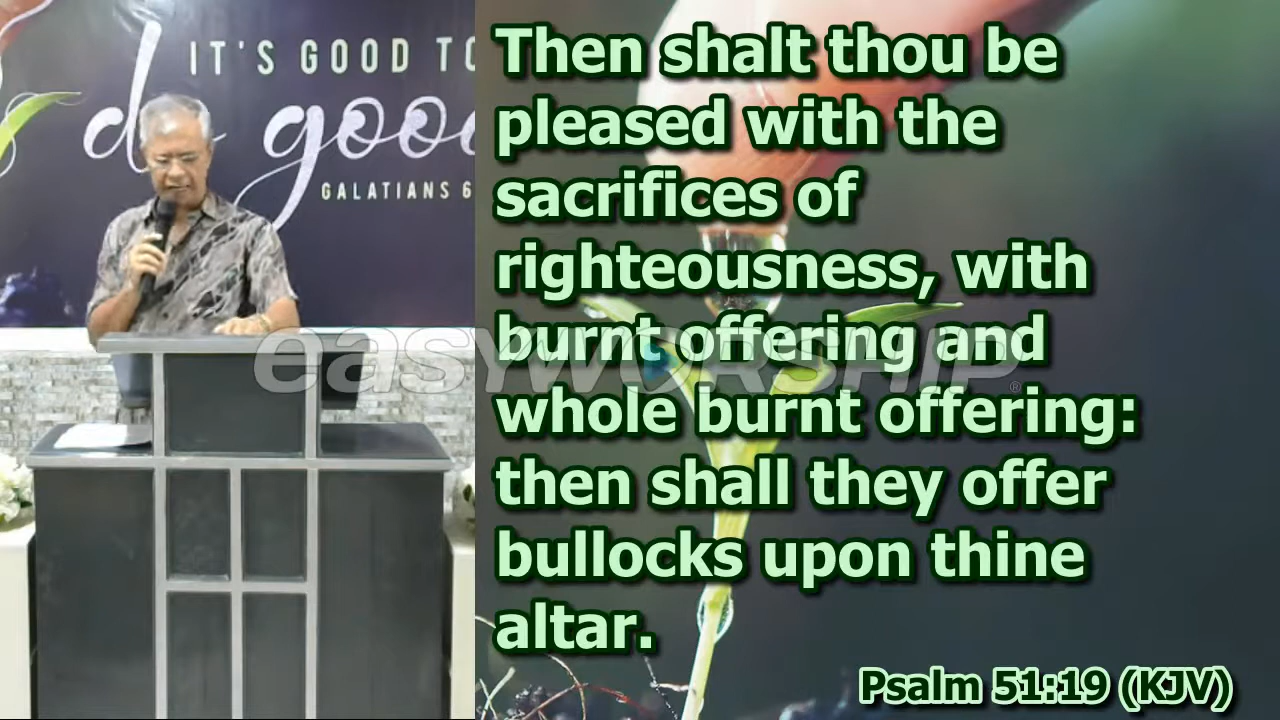 IT'S GOOD TO
do good
GALATIANS 6
Then shalt thou be
pleased with the
sacrifices of
righteousness, with
burnt offering and
whole burnt offering:
then shall they offer
bullocks upon thine
altar.
easyworship®
Psalm 51:19 (KJV)